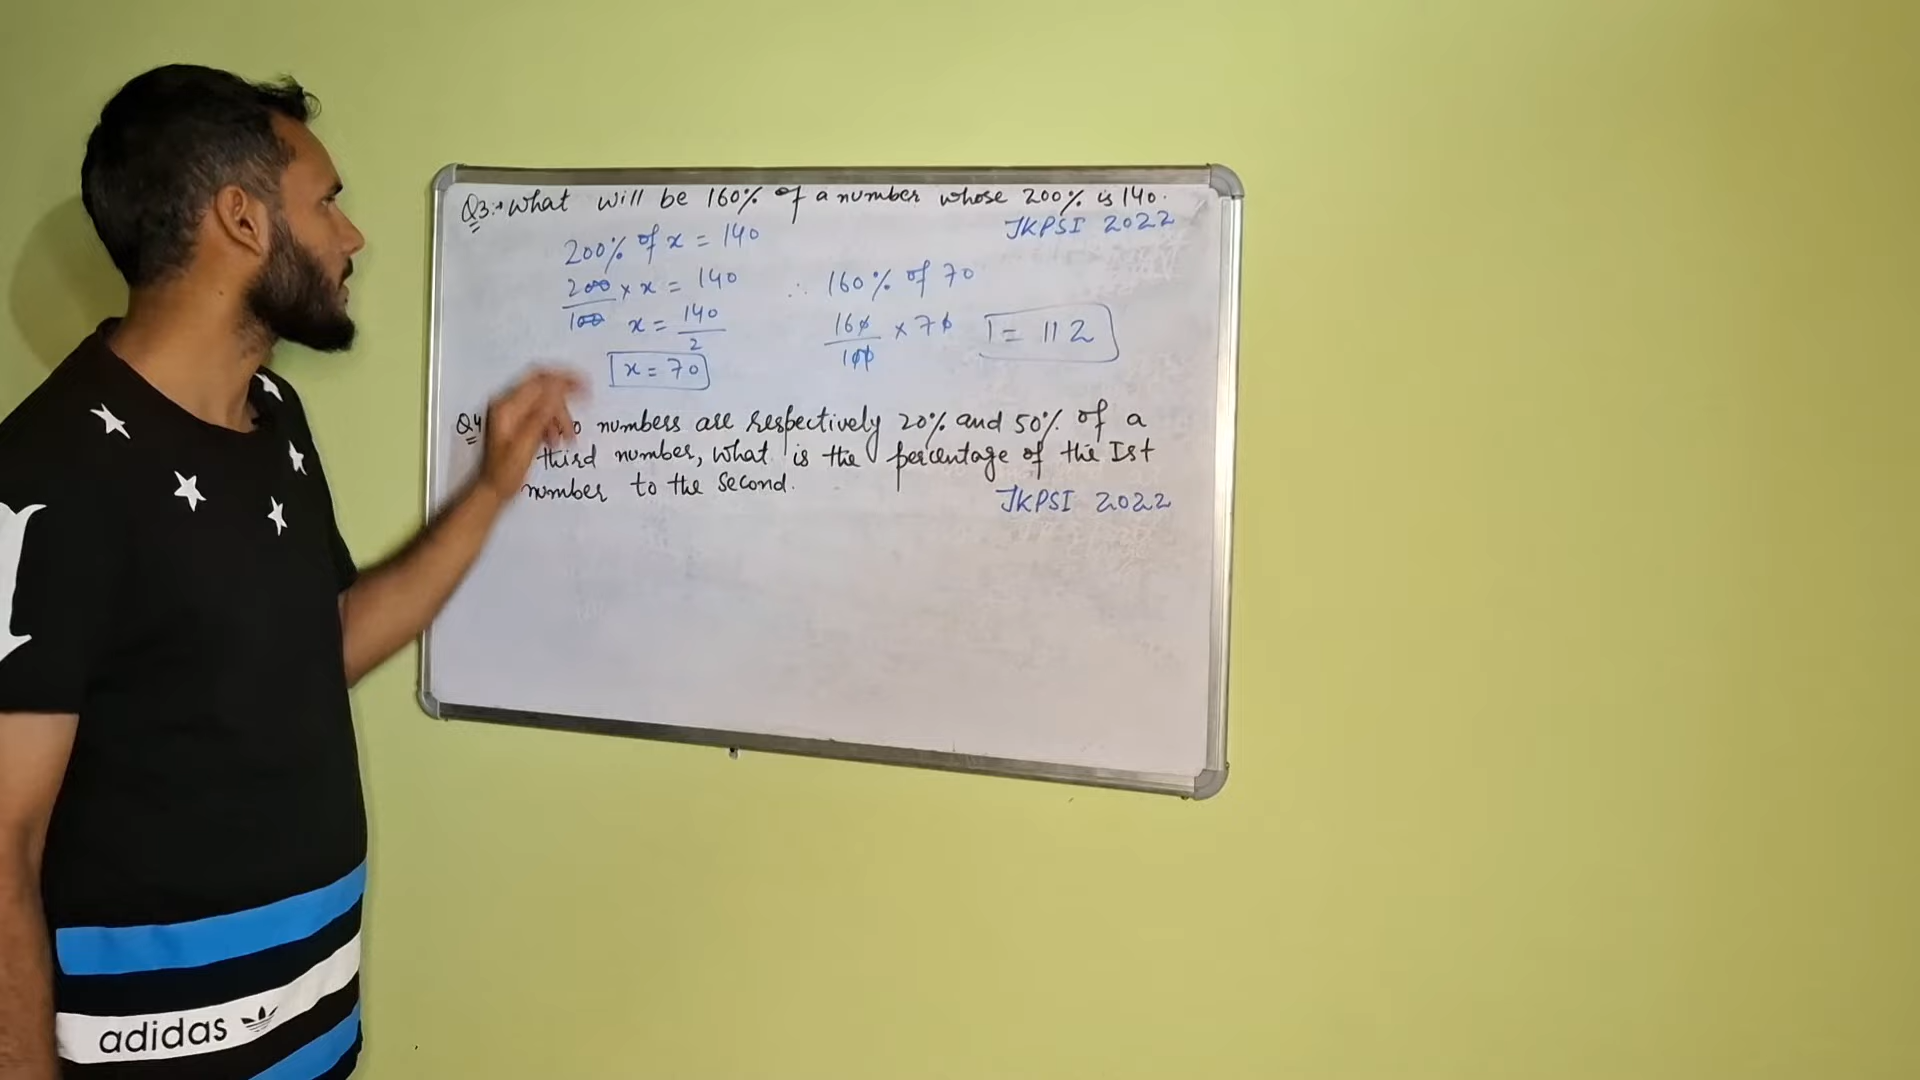 Q3:→ What will be 160% of a number whose 200% is 140.
JKPSI 2022
200% of x = 140
200/100 × x = 140
x = 140/2
x = 70
∴ 160% of 70
160/100 × 70 = 112
Q4 numbers are respectively 20% and 50% of a
third number, what is the percentage of the Ist
number to the second.
JKPSI 2022
adidas